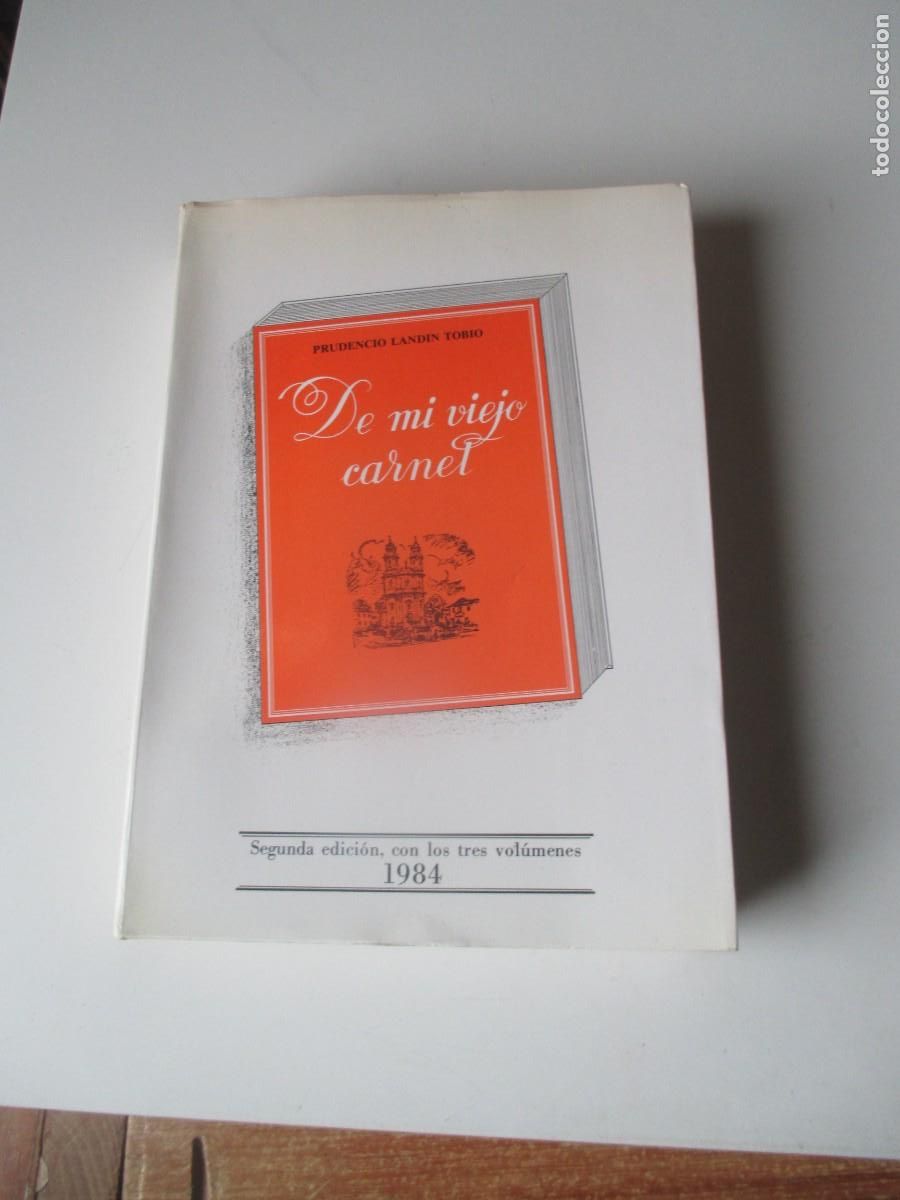 PRUDENCIO LANDIN TOBIO
De mi viejo
carnet
Segunda edición, con los tres volúmenes
1984
todocoleccion